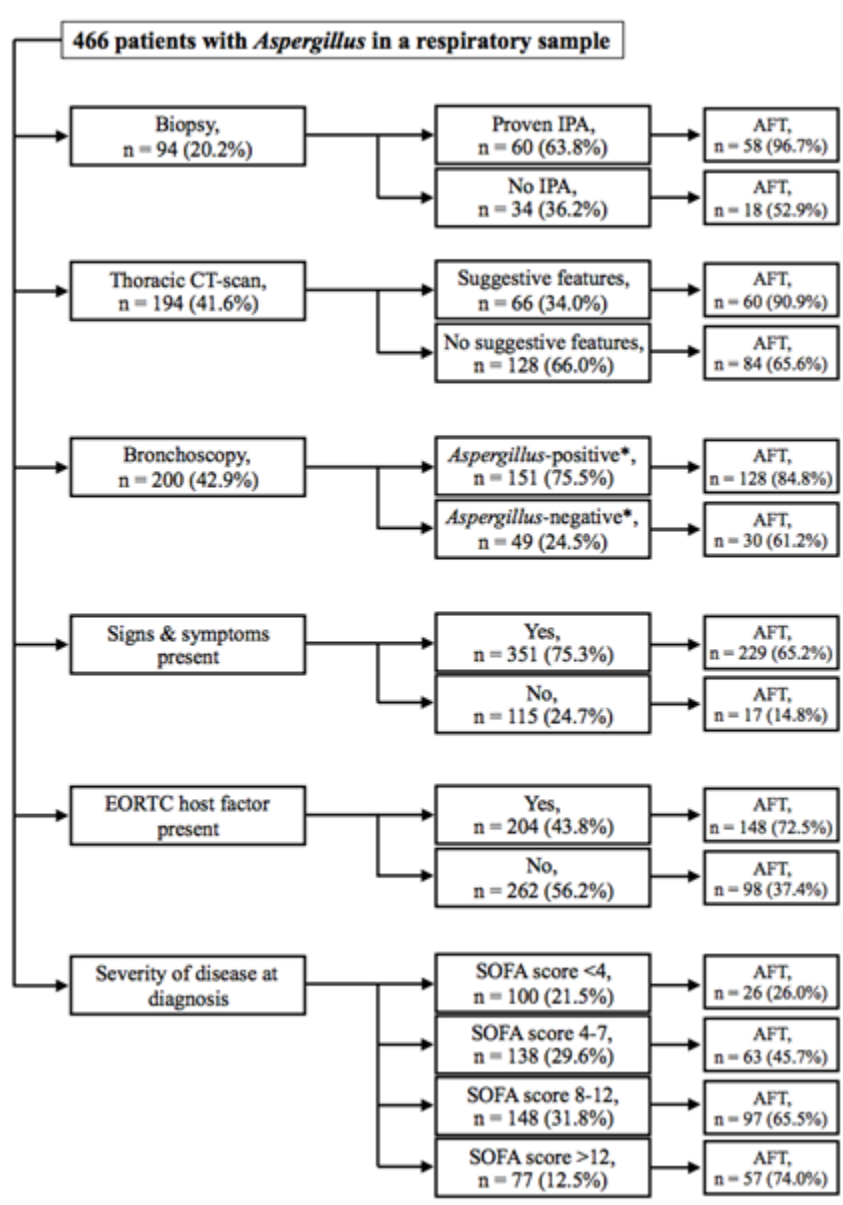 466 patients with Aspergillus in a respiratory sample
Biopsy,
n = 94 (20.2%)
Proven IPA,
n = 60 (63.8%)
AFT,
n = 58 (96.7%)
No IPA,
n = 34 (36.2%)
AFT,
n = 18 (52.9%)
Thoracic CT-scan,
n = 194 (41.6%)
Suggestive features,
n = 66 (34.0%)
AFT,
n = 60 (90.9%)
No suggestive features,
n = 128 (66.0%)
AFT,
n = 84 (65.6%)
Bronchoscopy,
n = 200 (42.9%)
Aspergillus-positive*,
n = 151 (75.5%)
AFT,
n = 128 (84.8%)
Aspergillus-negative*,
n = 49 (24.5%)
AFT,
n = 30 (61.2%)
Signs & symptoms
present
Yes,
n = 351 (75.3%)
AFT,
n = 229 (65.2%)
No,
n = 115 (24.7%)
AFT,
n = 17 (14.8%)
EORTC host factor
present
Yes,
n = 204 (43.8%)
AFT,
n = 148 (72.5%)
No,
n = 262 (56.2%)
AFT,
n = 98 (37.4%)
Severity of disease at
diagnosis
SOFA score <4,
n = 100 (21.5%)
AFT,
n = 26 (26.0%)
SOFA score 4-7,
n = 138 (29.6%)
AFT,
n = 63 (45.7%)
SOFA score 8-12,
n = 148 (31.8%)
AFT,
n = 97 (65.5%)
SOFA score >12,
n = 77 (12.5%)
AFT,
n = 57 (74.0%)